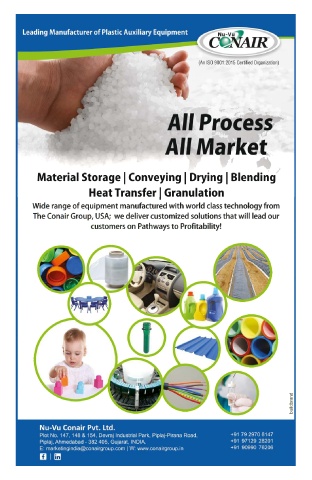 Leading Manufacturer of Plastic Auxiliary Equipment
Nu-Vu
CONAIR
(An ISO 9001:2015 Certified Organization)
All Process
All Market
Material Storage | Conveying | Drying | Blending
Heat Transfer | Granulation
Wide range of equipment manufactured with world class technology from
The Conair Group, USA; we deliver customized solutions that will lead our
customers on Pathways to Profitability!
Nu-Vu Conair Pvt. Ltd.
Plot No. 147, 148 & 154, Devraj Industrial Park, Piplaj-Pirana Road,
Piplaj, Ahmedabad - 382 405, Gujarat, INDIA.
E: marketingindia@conairgroup.com | W: www.conairgroup.in
+91 79 2970 8147
+91 97129 28201
+91 90990 76206